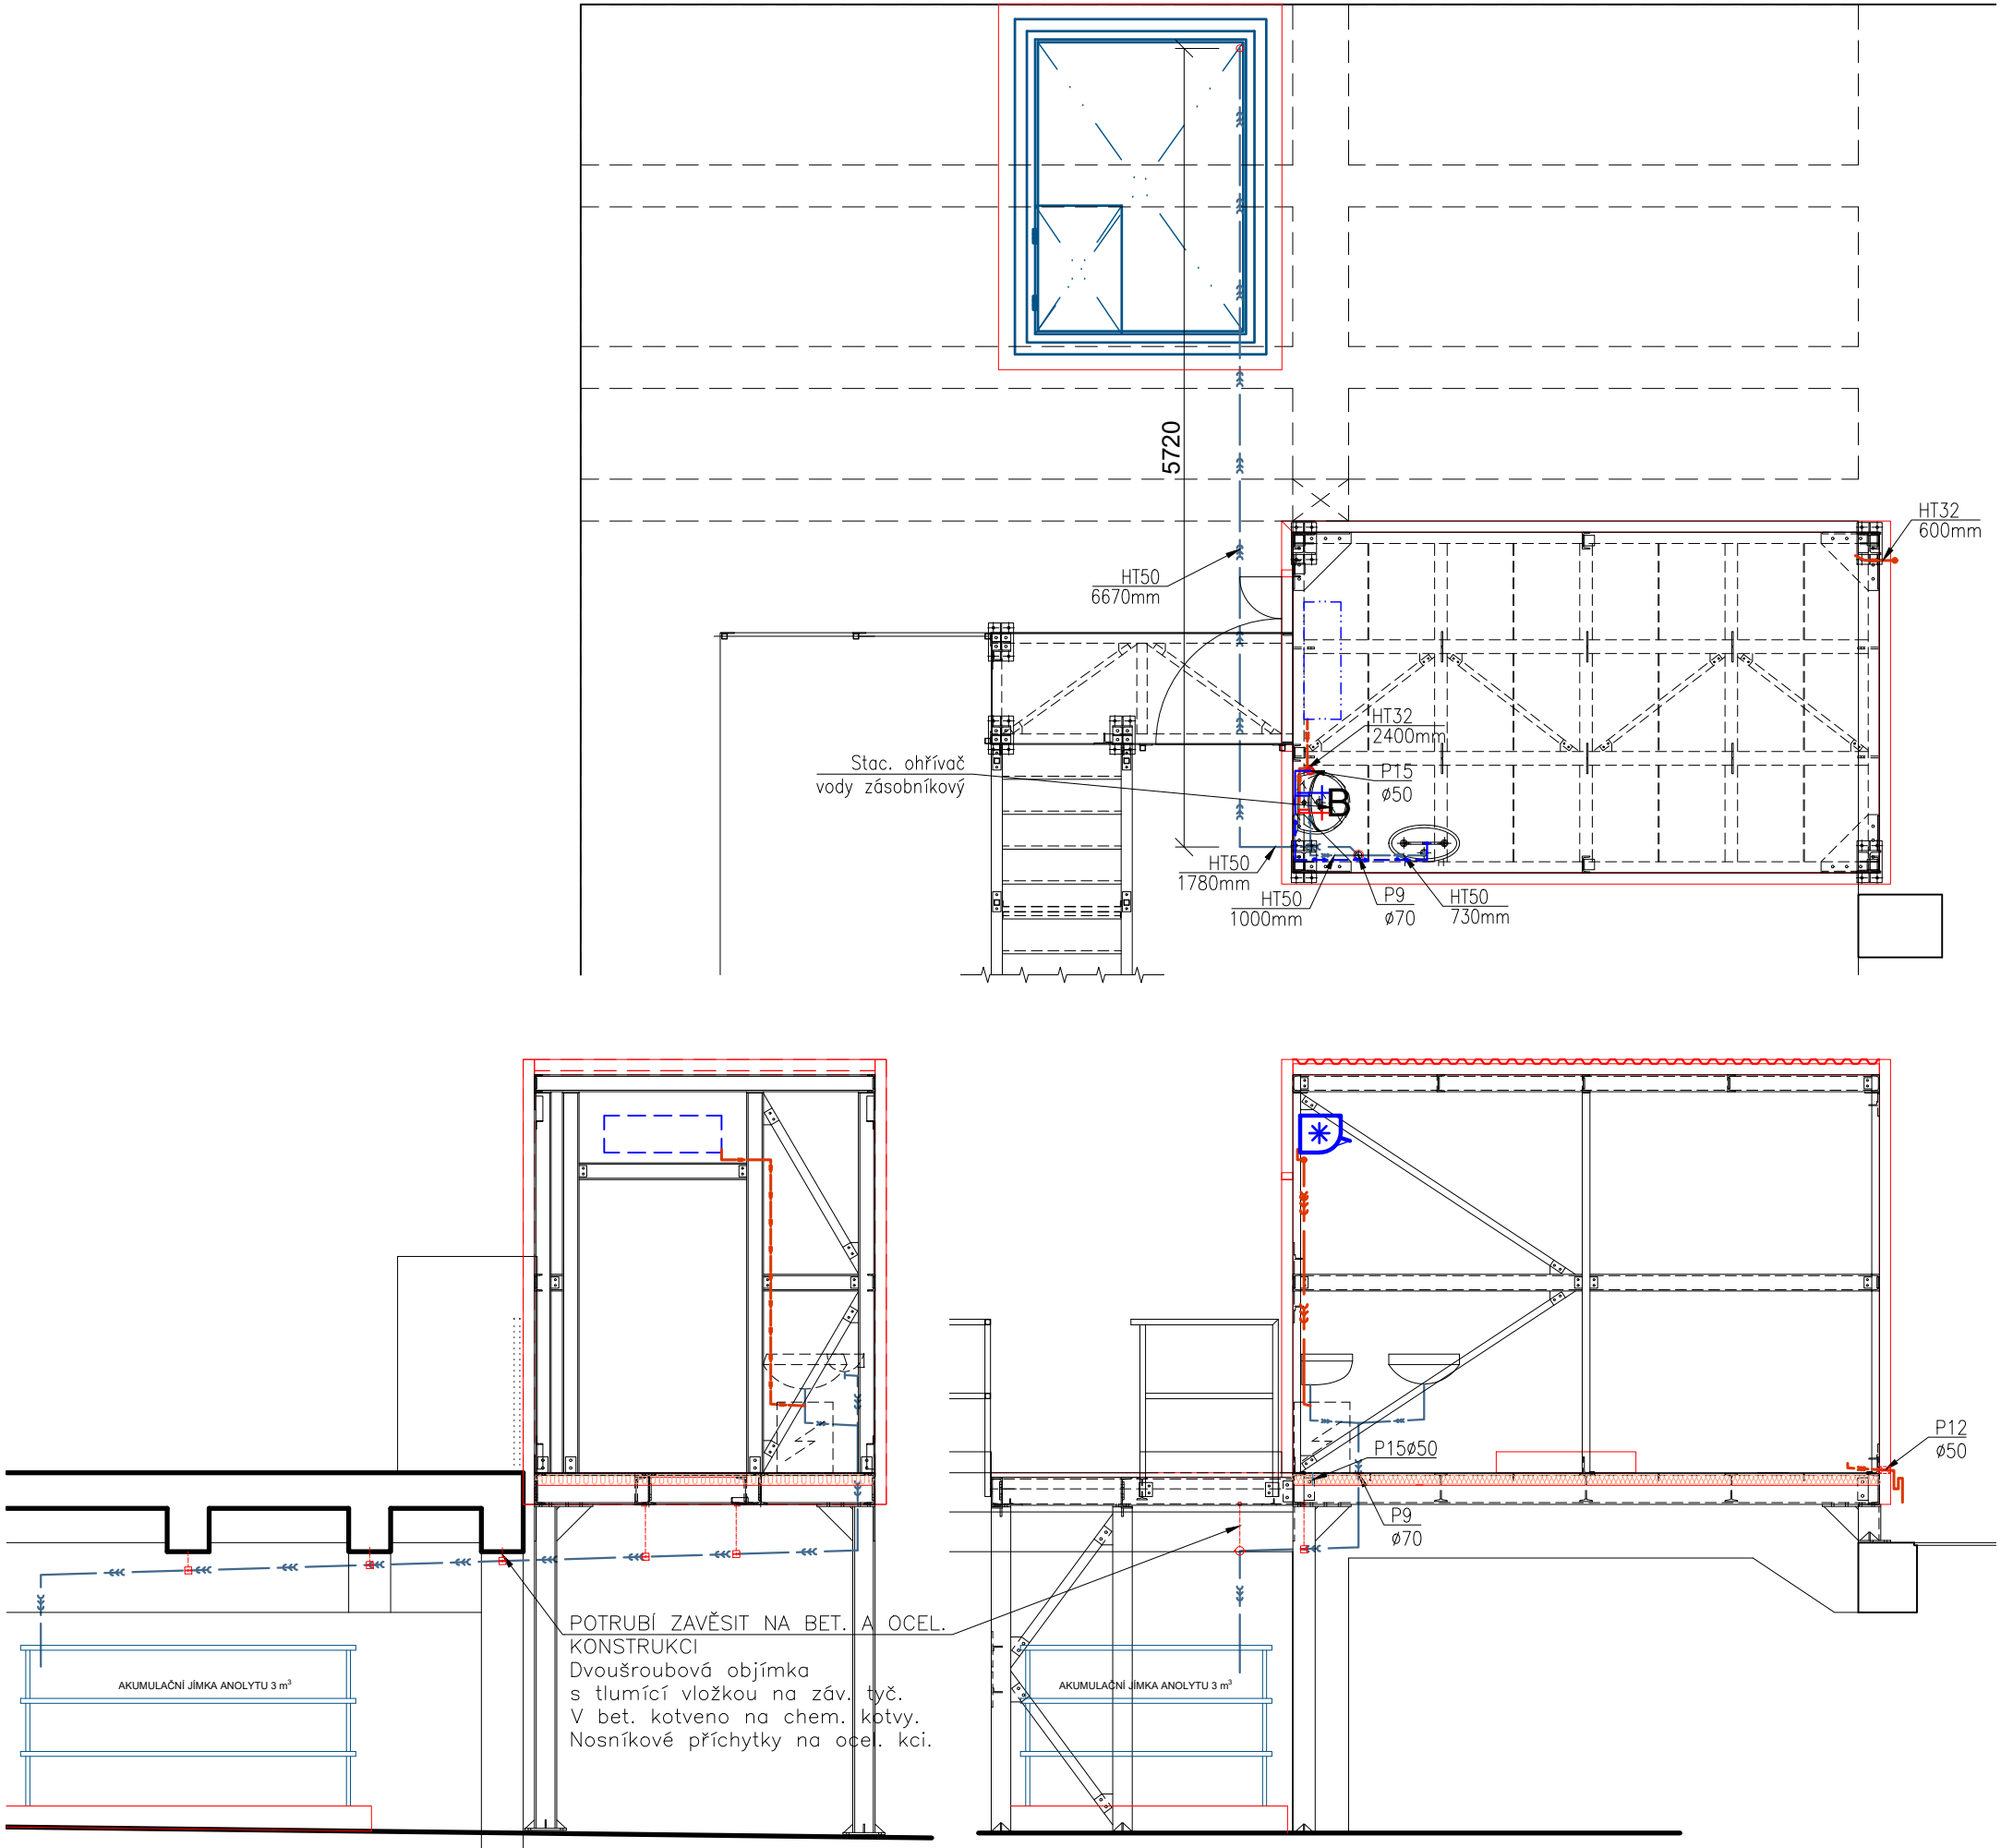 5720
HT32
600mm
HT50
6670mm
HT32
2400mm
Stac. ohřívač
vody zásobníkový
P15
ø50
B
HT50
1780mm
HT50
1000mm
P9
ø70
HT50
730mm
P12
ø50
P15ø50
P9
ø70
POTRUBÍ ZAVĚSIT NA BET. A OCEL.
KONSTRUKCI
Dvoušroubová objímka
s tlumící vložkou na záv. tyč.
V bet. kotveno na chem. kotvy.
Nosníkové příchytky na ocel. kci.
AKUMULAČNÍ JÍMKA ANOLYTU 3 m³
AKUMULAČNÍ JÍMKA ANOLYTU 3 m³